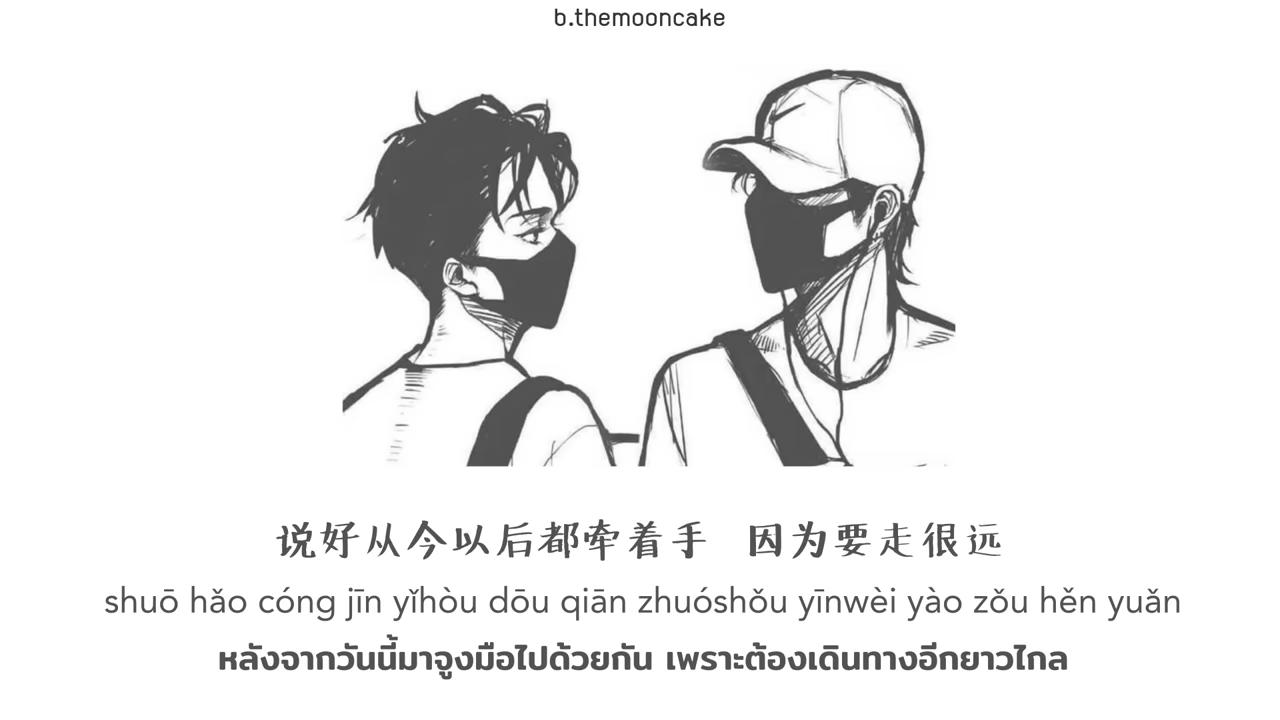 b.themooncake
说好从今以后都牵着手 因为要走很远
shuō hǎo cóng jīn yǐhòu dōu qiān zhuóshǒu yīnwèi yào zǒu hěn yuǎn
หลังจากวันนี้มาจูงมือไปด้วยกัน เพราะต้องเดินทางอีกยาวไกล